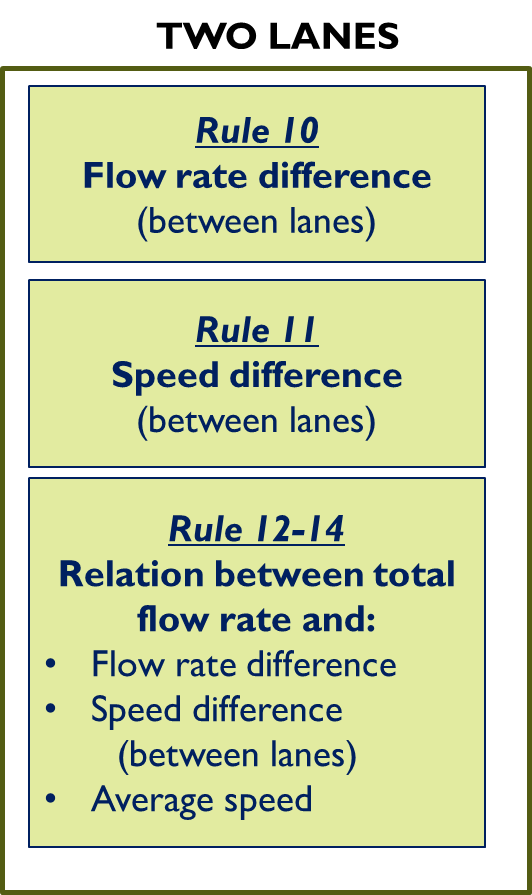 TWO LANES
Rule 10
Flow rate difference
(between lanes)
Rule 11
Speed difference
(between lanes)
Rule 12-14
Relation between total
flow rate and:
• Flow rate difference
• Speed difference
(between lanes)
• Average speed